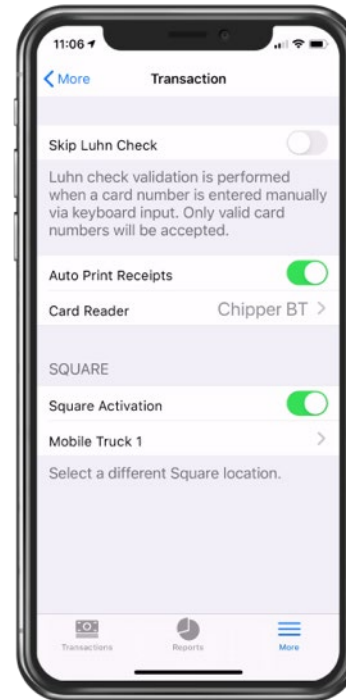 11:06
More
Transaction
Skip Luhn Check
Luhn check validation is performed
when a card number is entered manually
via keyboard input. Only valid card
numbers will be accepted.
Auto Print Receipts
Card Reader Chipper BT
SQUARE
Square Activation
Mobile Truck 1
Select a different Square location.
Transactions Reports More